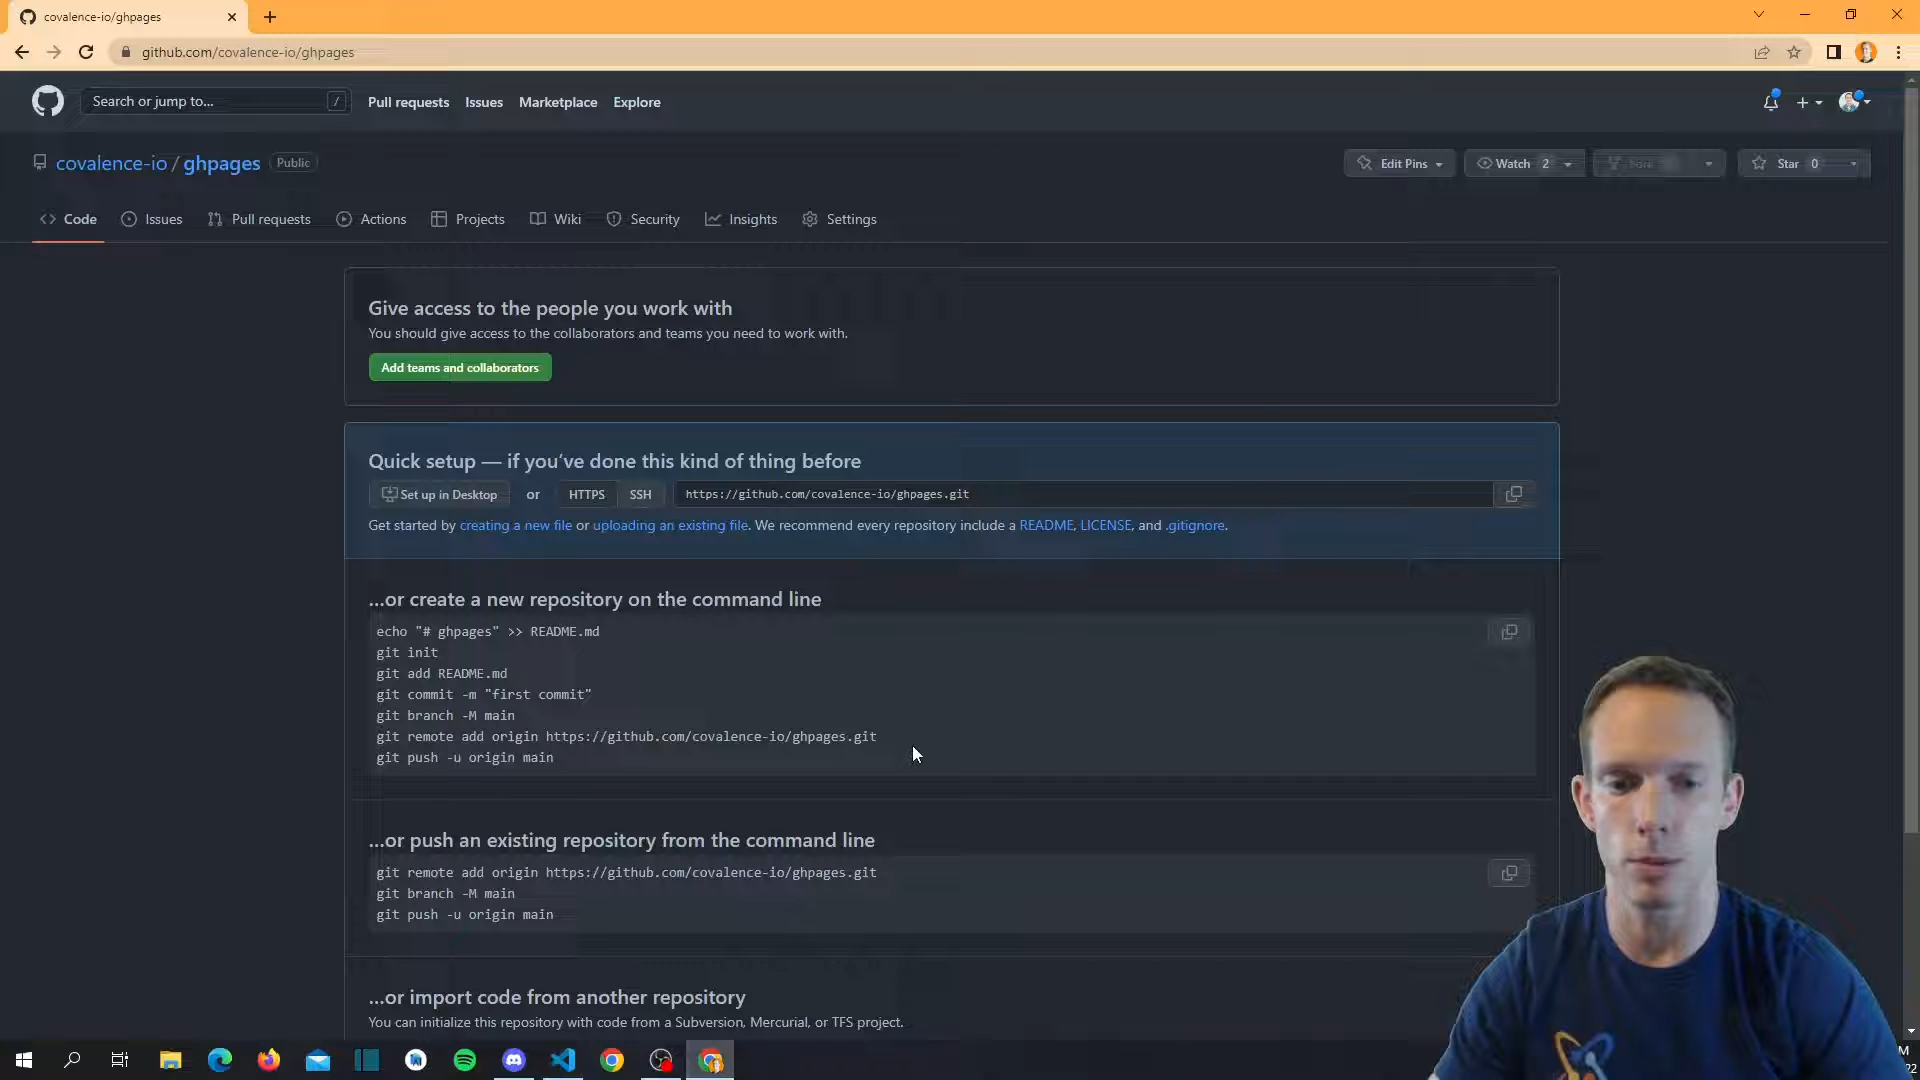 covalence-io/ghpages
github.com/covalence-io/ghpages
Search or jump to...
/
Pull requests
Issues
Marketplace
Explore
covalence-io / ghpages
Public
Edit Pins
Watch 2
Star 0
Code
Issues
Pull requests
Actions
Projects
Wiki
Security
Insights
Settings
Give access to the people you work with
You should give access to the collaborators and teams you need to work with.
Add teams and collaborators
Quick setup — if you’ve done this kind of thing before
Set up in Desktop
or
HTTPS
SSH
https://github.com/covalence-io/ghpages.git
Get started by creating a new file or uploading an existing file. We recommend every repository include a README, LICENSE, and .gitignore.
…or create a new repository on the command line
echo "# ghpages" >> README.md
git init
git add README.md
git commit -m "first commit"
git branch -M main
git remote add origin https://github.com/covalence-io/ghpages.git
git push -u origin main
…or push an existing repository from the command line
git remote add origin https://github.com/covalence-io/ghpages.git
git branch -M main
git push -u origin main
…or import code from another repository
You can initialize this repository with code from a Subversion, Mercurial, or TFS project.